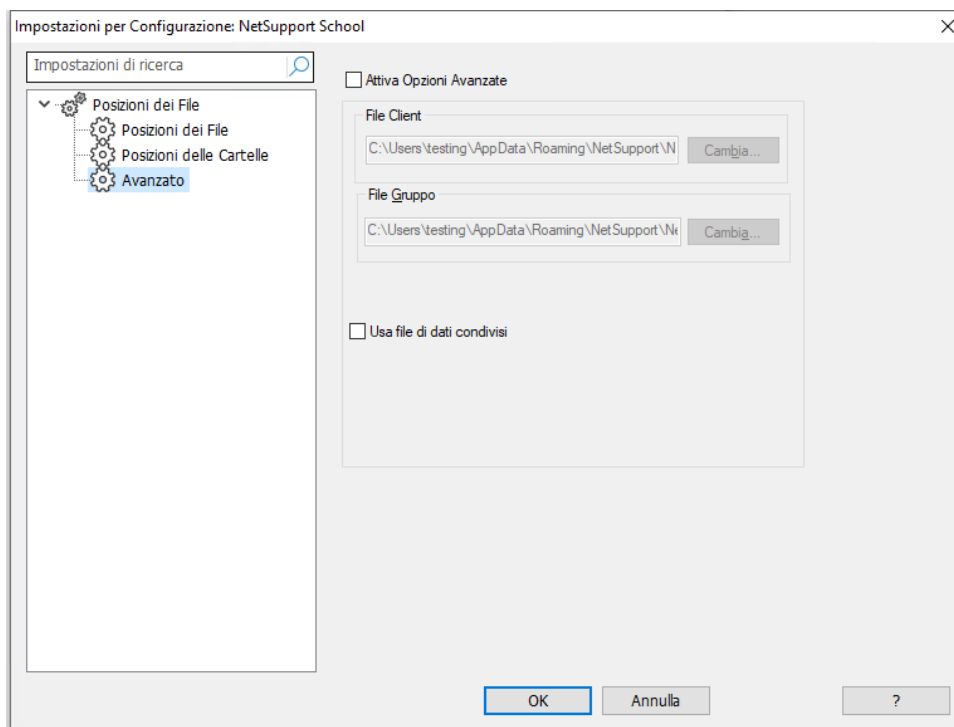 Impostazioni per Configurazione: NetSupport School
Impostazioni di ricerca
Posizioni dei File
Posizioni dei File
Posizioni delle Cartelle
Avanzato
Attiva Opzioni Avanzate
File Client
C:\Users\testing\AppData\Roaming\NetSupport\N
Cambia...
File Gruppo
C:\Users\testing\AppData\Roaming\NetSupport\Ne
Cambia...
Usa file di dati condivisi
OK
Annulla
?